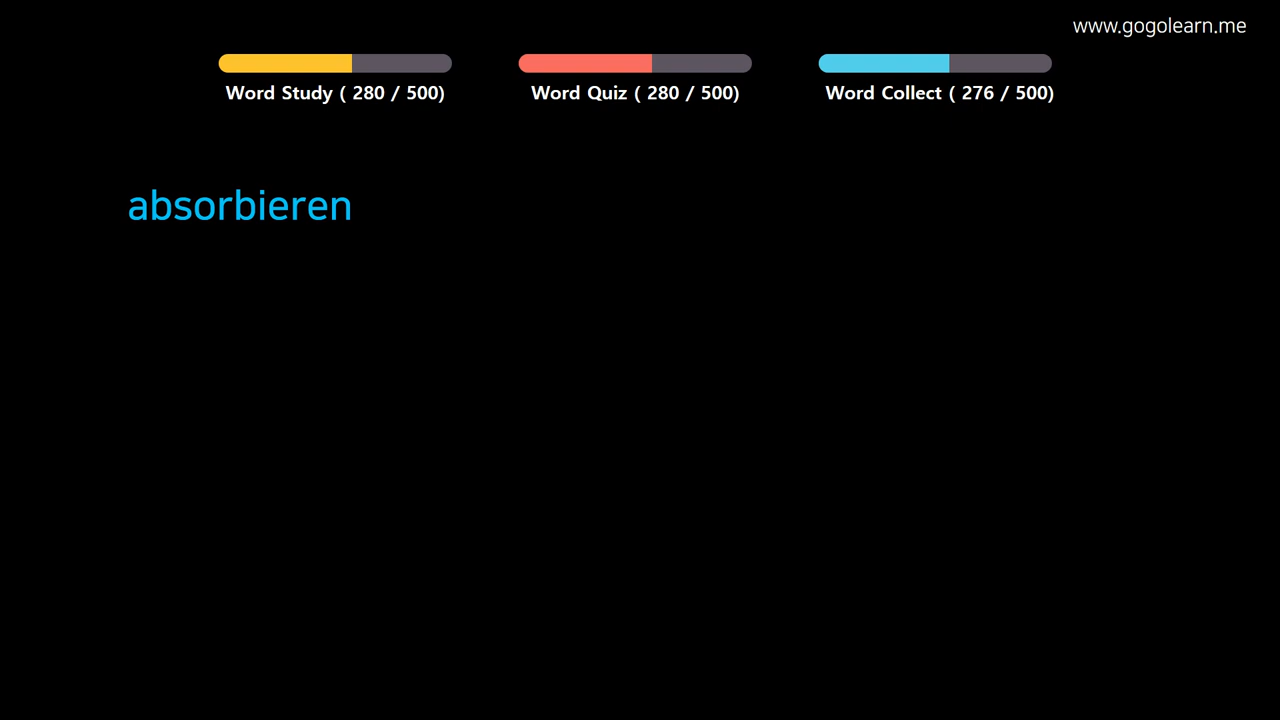 www.gogolearn.me
Word Study ( 280 / 500)
Word Quiz ( 280 / 500)
Word Collect ( 276 / 500)
absorbieren